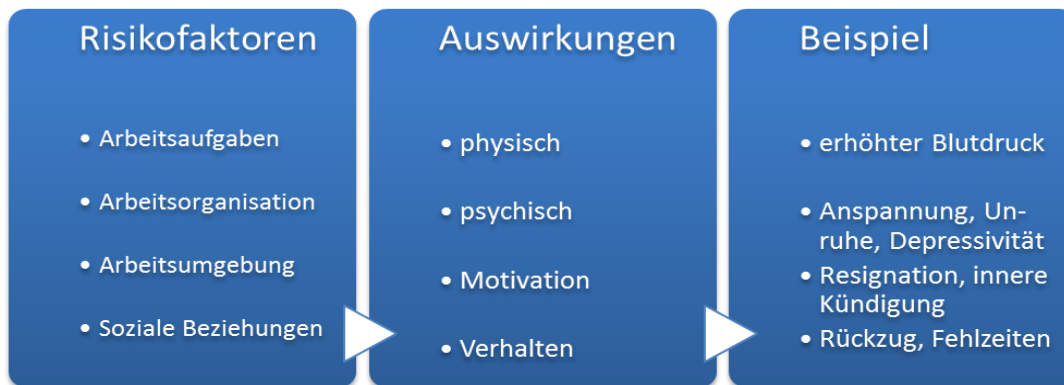 Risikofaktoren
• Arbeitsaufgaben
• Arbeitsorganisation
• Arbeitsumgebung
• Soziale Beziehungen
Auswirkungen
• physisch
• psychisch
• Motivation
• Verhalten
Beispiel
• erhöhter Blutdruck
• Anspannung, Un-
ruhe, Depressivität
• Resignation, innere
Kündigung
• Rückzug, Fehlzeiten